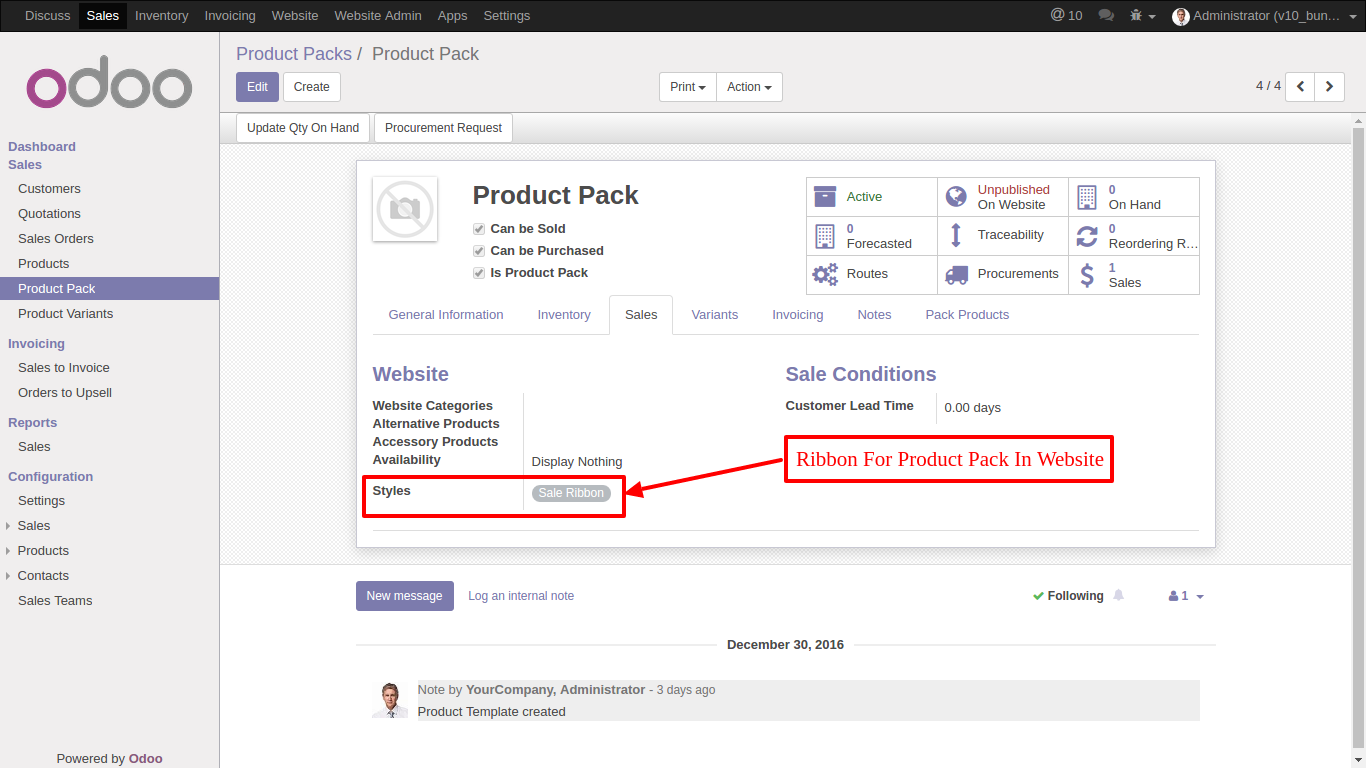 Discuss Sales Inventory Invoicing Website Website Admin Apps Settings @ 10 Administrator (v10_bun...
odoo
Product Packs / Product Pack
Edit Create Print Action 4 / 4
Update Qty On Hand Procurement Request
Dashboard
Sales
Customers
Quotations
Sales Orders
Products
Product Pack
Product Variants
Invoicing
Sales to Invoice
Orders to Upsell
Reports
Sales
Configuration
Settings
Sales
Products
Contacts
Sales Teams
Powered by Odoo
Product Pack
Can be Sold
Can be Purchased
Is Product Pack
Active
Unpublished
On Website
0
On Hand
0
Forecasted
Traceability
0
Reordering R...
Routes
Procurements
1
Sales
General Information Inventory Sales Variants Invoicing Notes Pack Products
Website
Website Categories
Alternative Products
Accessory Products
Availability Display Nothing
Styles Sale Ribbon
Sale Conditions
Customer Lead Time 0.00 days
Ribbon For Product Pack In Website
New message Log an internal note Following 1
December 30, 2016
Note by YourCompany, Administrator - 3 days ago
Product Template created